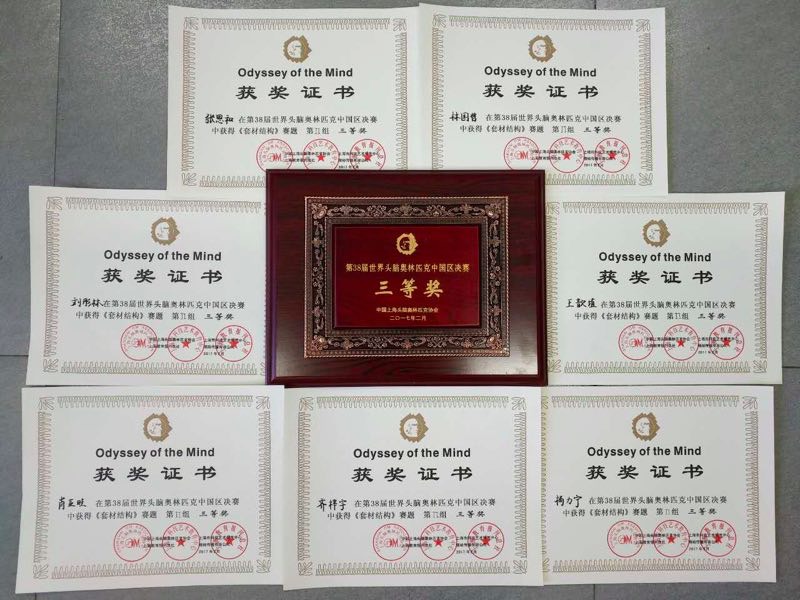 Odyssey of the Mind
获奖证书
张恩和 在第38届世界头脑奥林匹克中国区决赛
中获得《套材结构》赛题 第II组 三等奖
Odyssey of the Mind
获奖证书
在第38届世界头脑奥林匹克中国区决赛
中获得《套材结构》赛题 第II组 三等奖
Odyssey of the Mind
获奖证书
刘彤林 在第38届世界头脑奥林匹克中国区决赛
中获得《套材结构》赛题 第II组 三等奖
第38届世界头脑奥林匹克中国区决赛
三等奖
中国上海头脑奥林匹克协会
二〇一七年二月
Odyssey of the Mind
获奖证书
在第38届世界头脑奥林匹克中国区决赛
中获得《套材结构》赛题 第II组 三等奖
Odyssey of the Mind
获奖证书
在第38届世界头脑奥林匹克中国区决赛
中获得《套材结构》赛题 第II组 三等奖
Odyssey of the Mind
获奖证书
齐梓宇 在第38届世界头脑奥林匹克中国区决赛
中获得《套材结构》赛题 第II组 三等奖
Odyssey of the Mind
获奖证书
杨力宁 在第38届世界头脑奥林匹克中国区决赛
中获得《套材结构》赛题 第II组 三等奖